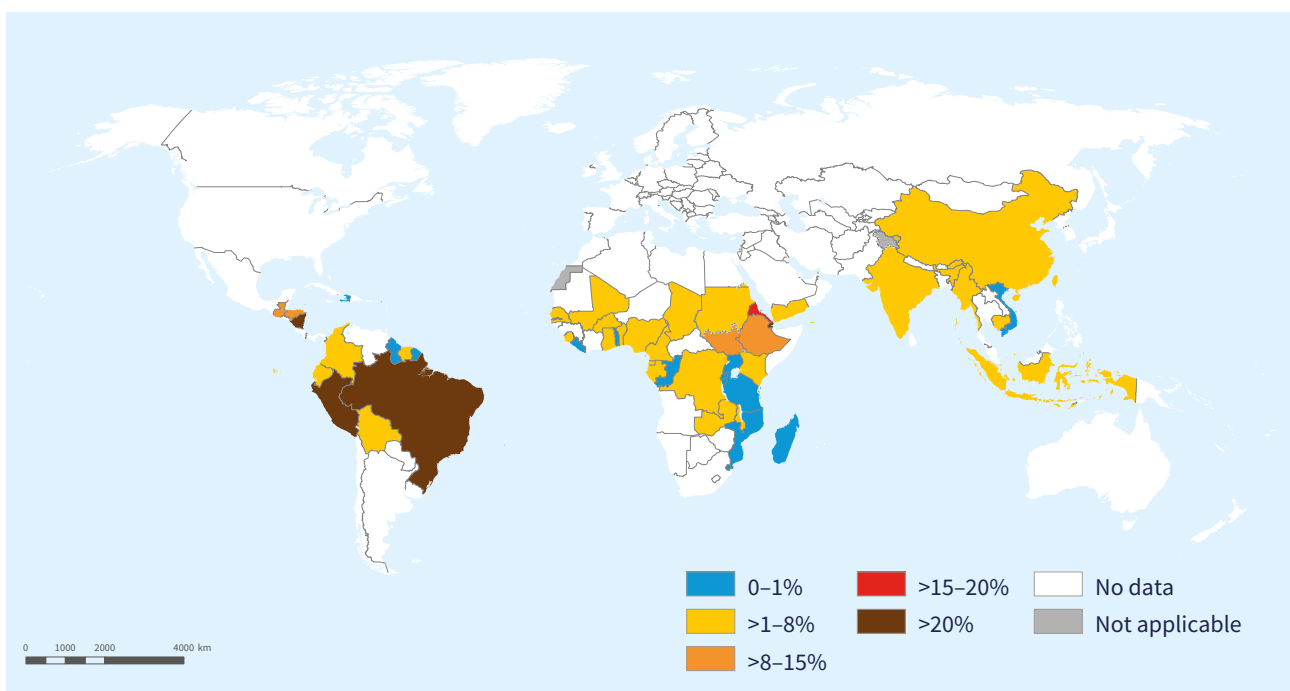 0–1%
>1–8%
>8–15%
>15–20%
>20%
No data
Not applicable
0 1000 2000 4000 km